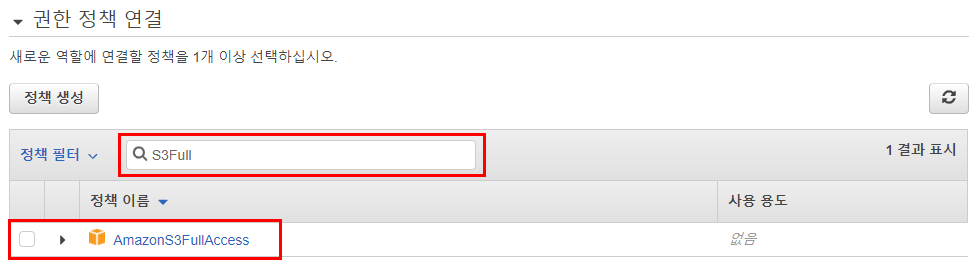 권한 정책 연결
새로운 역할에 연결할 정책을 1개 이상 선택하십시오.
정책 생성
정책 필터 S3Full 1 결과 표시
정책 이름 사용 용도
AmazonS3FullAccess 없음